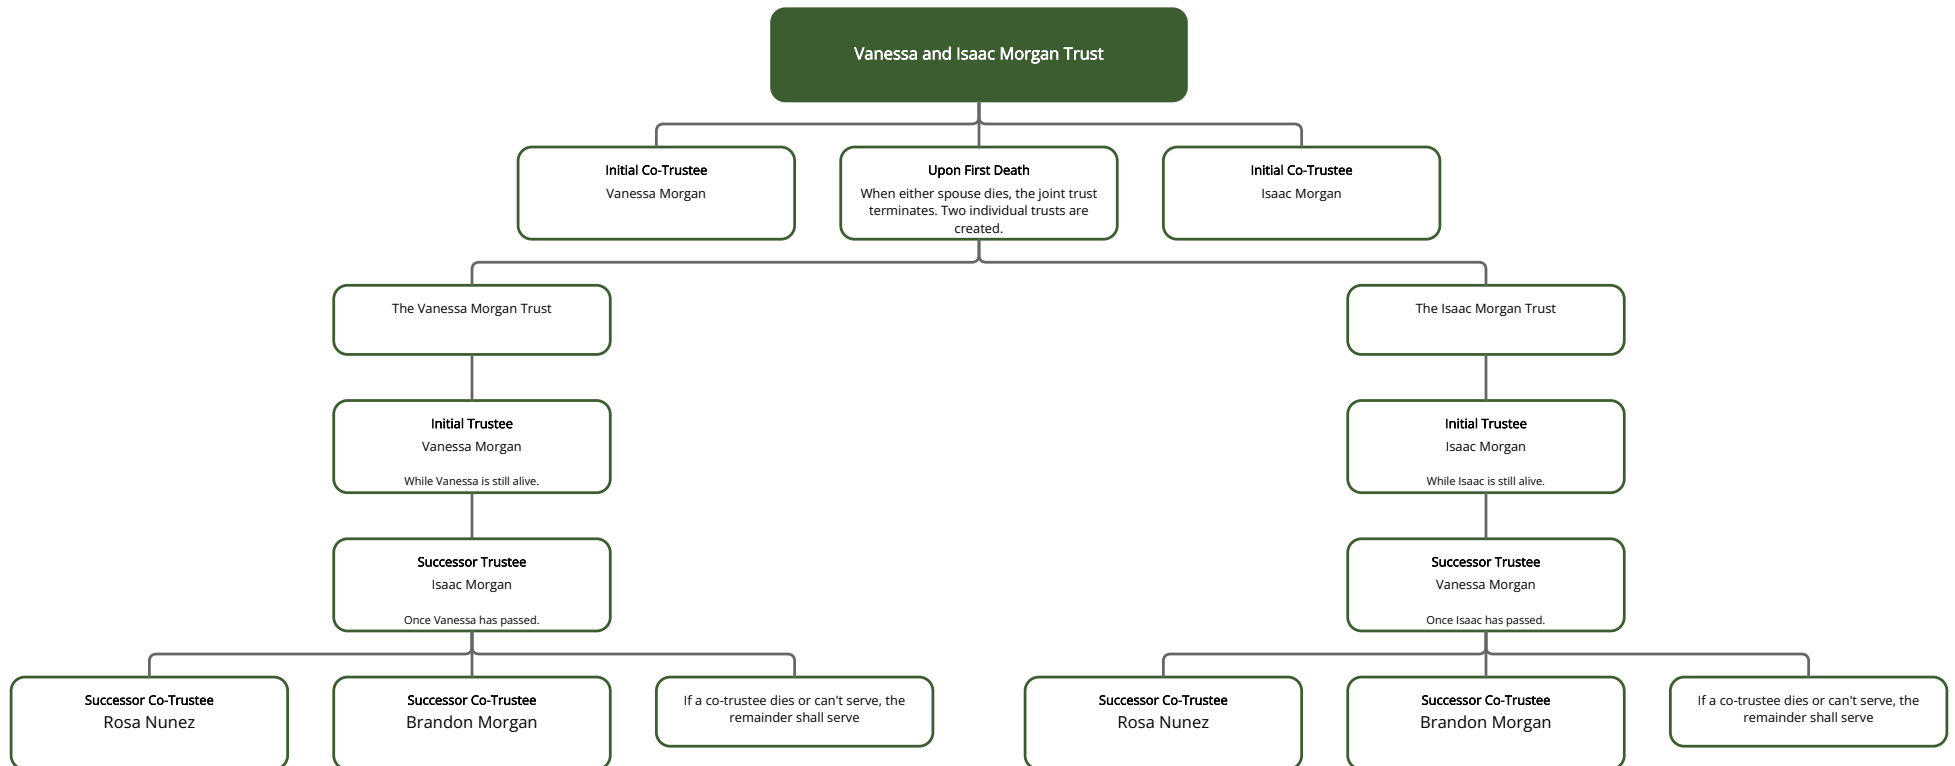 Vanessa and Isaac Morgan Trust
Initial Co-Trustee
Vanessa Morgan
Upon First Death
When either spouse dies, the joint trust
terminates. Two individual trusts are
created.
Initial Co-Trustee
Isaac Morgan
The Vanessa Morgan Trust
The Isaac Morgan Trust
Initial Trustee
Vanessa Morgan
While Vanessa is still alive.
Initial Trustee
Isaac Morgan
While Isaac is still alive.
Successor Trustee
Isaac Morgan
Once Vanessa has passed.
Successor Trustee
Vanessa Morgan
Once Isaac has passed.
Successor Co-Trustee
Rosa Nunez
Successor Co-Trustee
Brandon Morgan
If a co-trustee dies or can't serve, the
remainder shall serve
Successor Co-Trustee
Rosa Nunez
Successor Co-Trustee
Brandon Morgan
If a co-trustee dies or can't serve, the
remainder shall serve